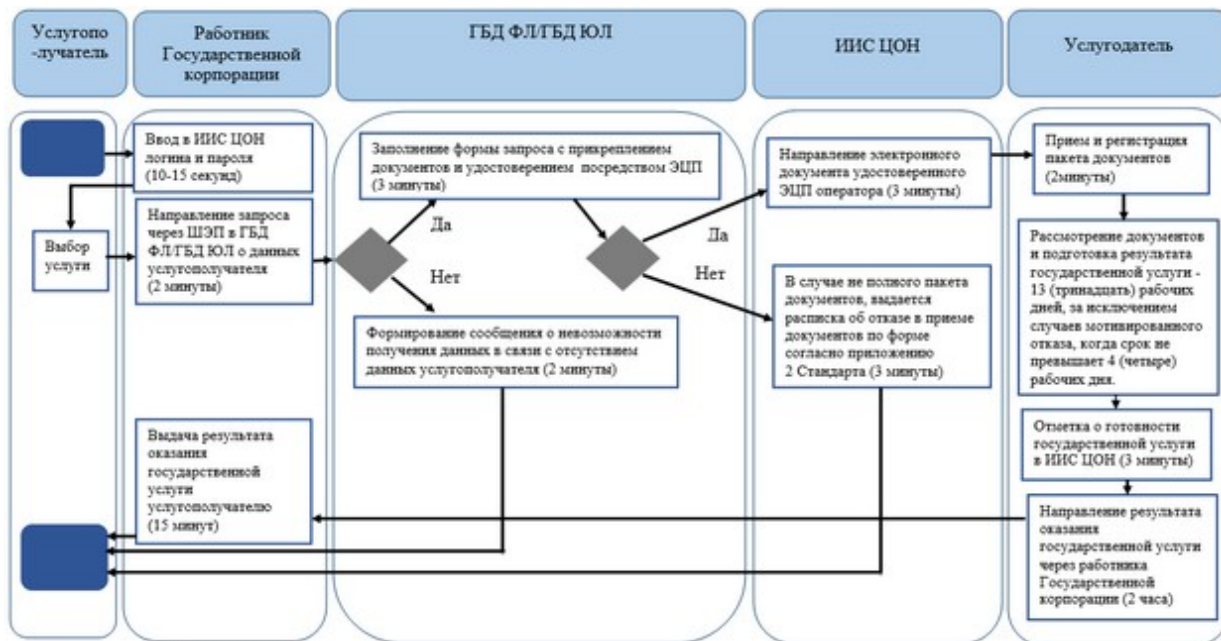 Услугопо
-лучатель
Работник
Государственной
корпорации
ГБД ФЛ/ГБД ЮЛ
ИИС ЦОН
Услугодатель
Ввод в ИИС ЦОН
логина и пароля
(10-15 секунд)
Выбор
услуги
Направление запроса
через ШЭП в ГБД
ФЛ/ГБД ЮЛ о данных
услугополучателя
(2 минуты)
Заполнение формы запроса с прикреплением
документов и удостоверением посредством ЭЦП
(3 минуты)
Да
Нет
Формирование сообщения о невозможности
получения данных в связи с отсутствием
данных услугополучателя (2 минуты)
Да
Нет
Направление электронного
документа удостоверенного
ЭЦП оператора (3 минуты)
В случае не полного пакета
документов, выдается
расписка об отказе в приеме
документов по форме
согласно приложению
2 Стандарта (3 минуты)
Прием и регистрация
пакета документов
(2минуты)
Рассмотрение документов
и подготовка результата
государственной услуги -
13 (тринадцать) рабочих
дней, за исключением
случаев мотивированного
отказа, когда срок не
превышает 4 (четыре)
рабочих дня.
Отметка о готовности
государственной услуги
в ИИС ЦОН (3 минуты)
Направление результата
оказания
государственной услуги
через работника
Государственной
корпорации (2 часа)
Выдача результата
оказания
государственной
услуги
услугополучателю
(15 минут)